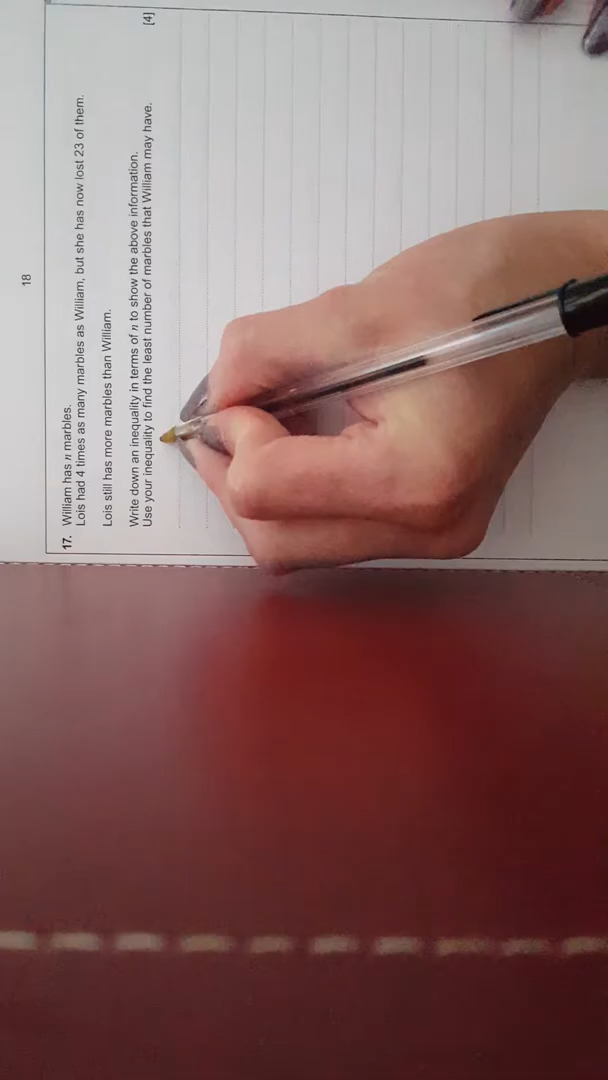 18
17. William has n marbles.
Lois had 4 times as many marbles as William, but she has now lost 23 of them.
Lois still has more marbles than William.
Write down an inequality in terms of n to show the above information.
Use your inequality to find the least number of marbles that William may have.
[4]